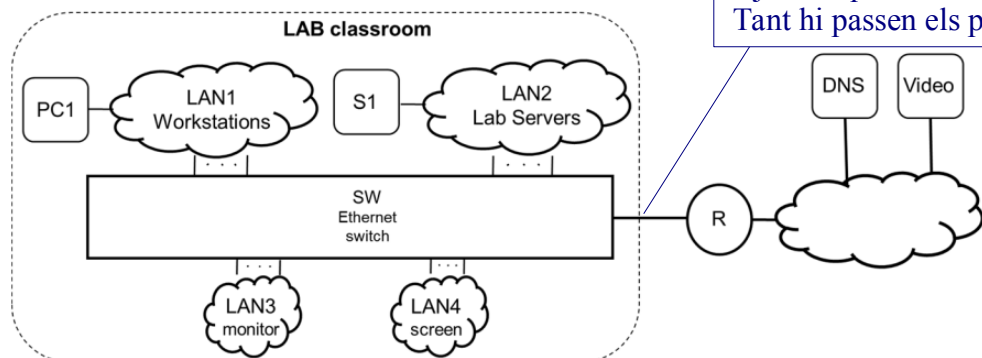 Tant hi passen els p
LAB classroom
PC1
LAN1
Workstations
S1
LAN2
Lab Servers
DNS
Video
. . .
. . .
SW
Ethernet
switch
R
. . .
. . .
LAN3
monitor
LAN4
screen